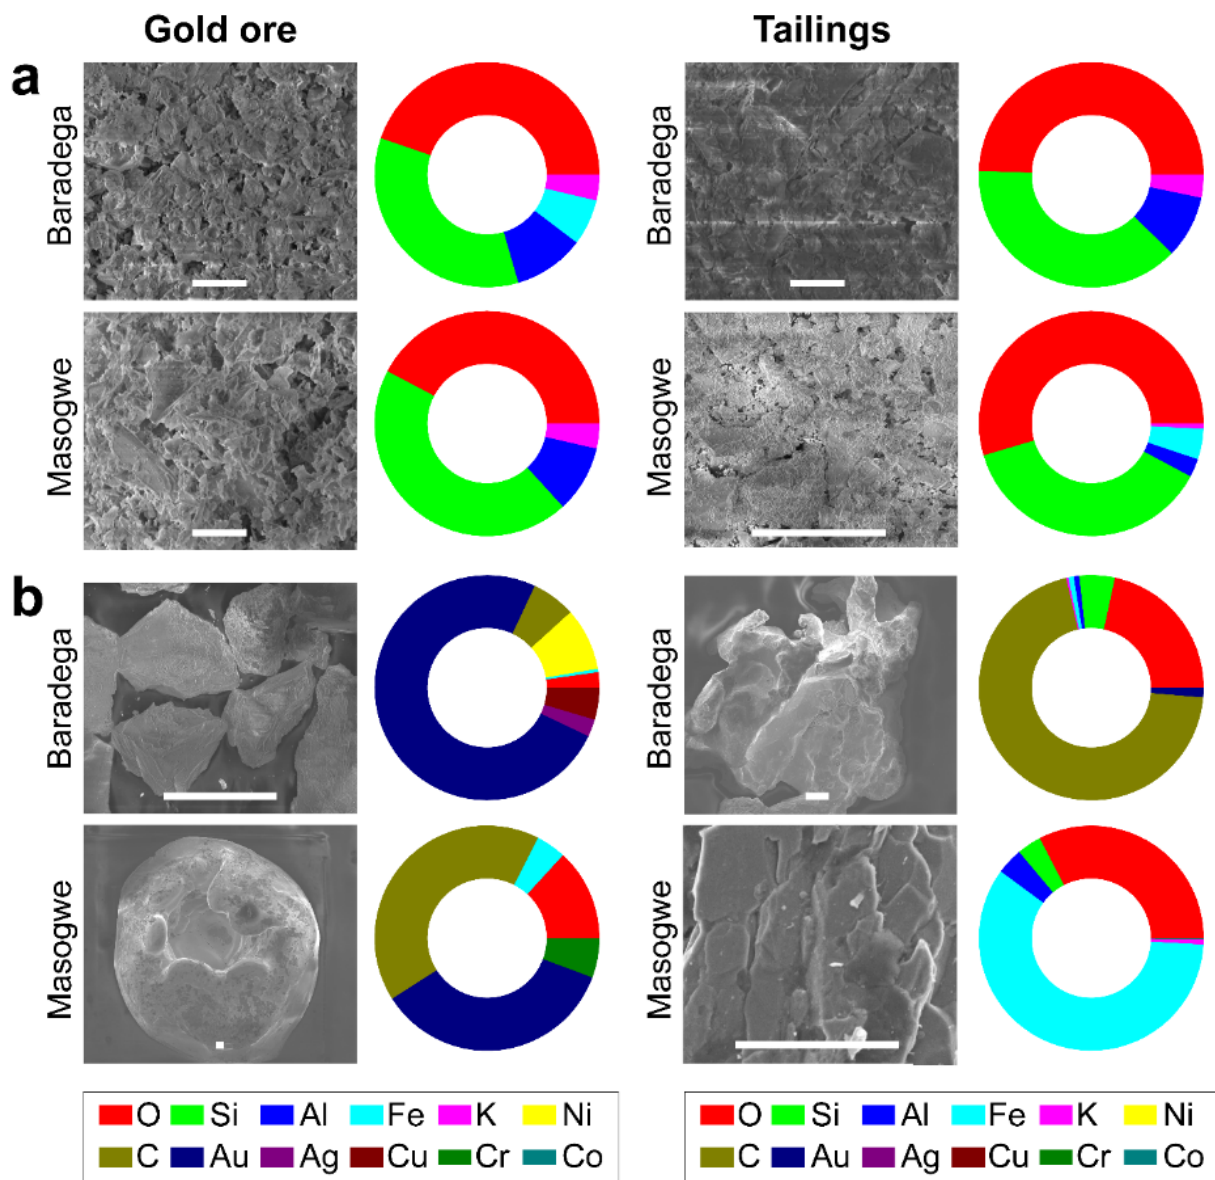 Gold ore
Tailings
a
Baradega
Baradega
Masogwe
Masogwe
b
Baradega
Baradega
Masogwe
Masogwe
O Si Al Fe K Ni
C Au Ag Cu Cr Co
O Si Al Fe K Ni
C Au Ag Cu Cr Co